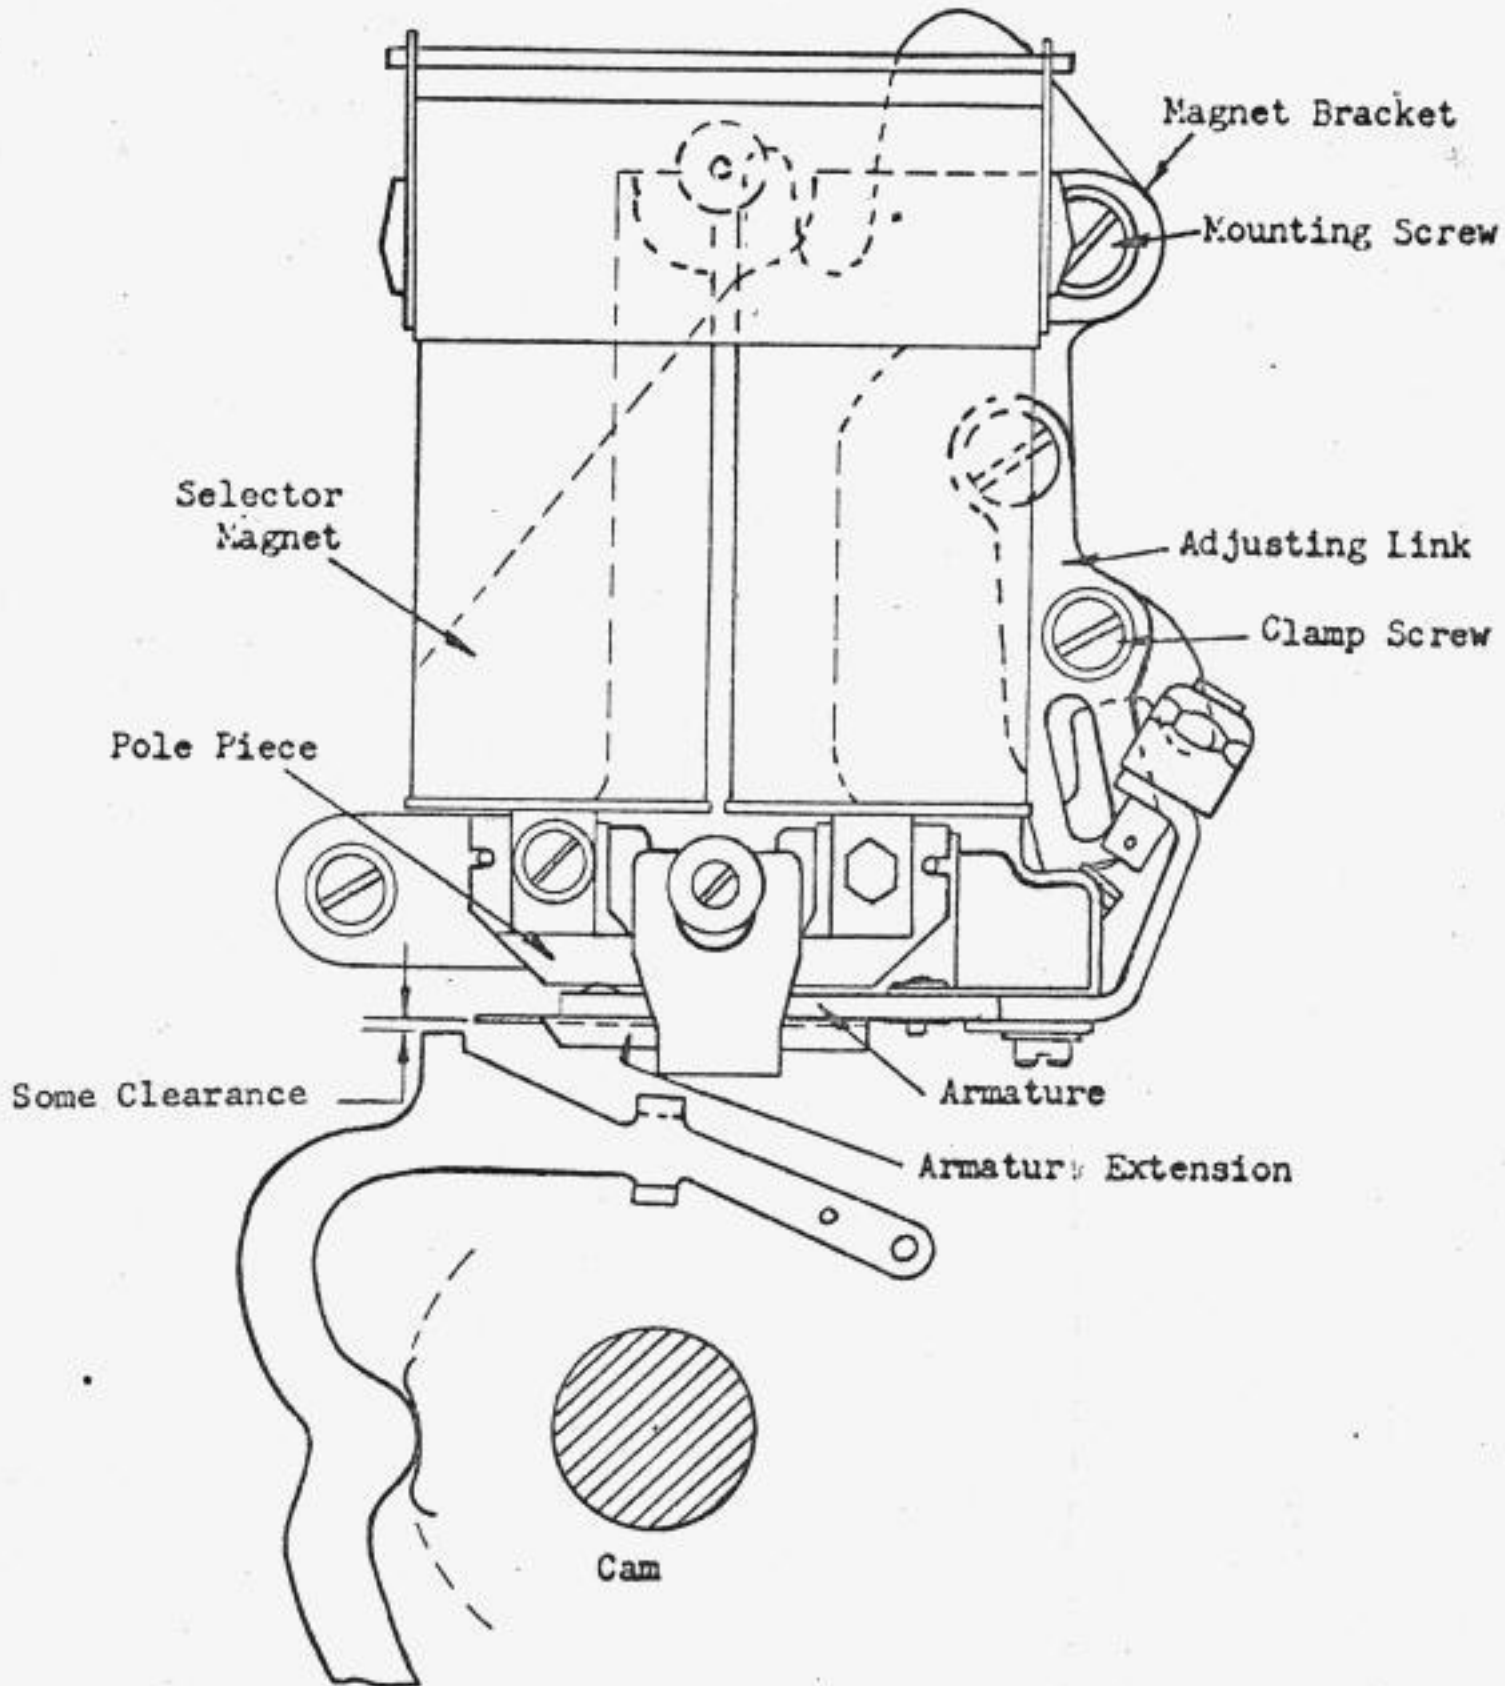 Magnet Bracket
Mounting Screw
Selector
Magnet
Adjusting Link
Clamp Screw
Pole Piece
Some Clearance
Armature
Armature Extension
Cam